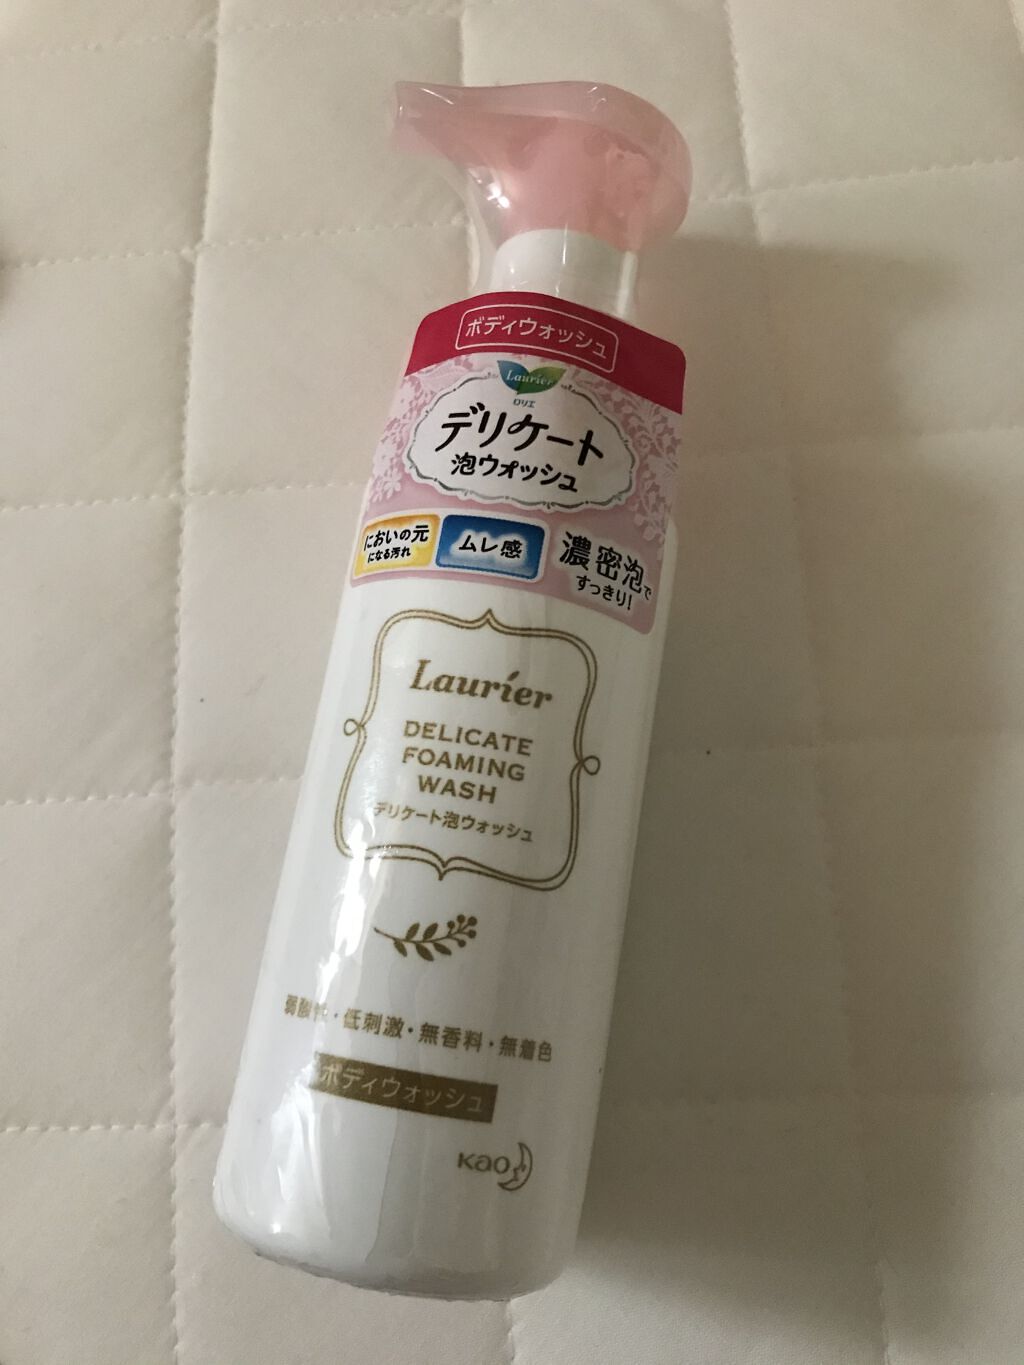 ボディウォッシュ
Laurier
ロリエ
デリケート
泡ウォッシュ
においの元
になる汚れ
ムレ感
濃密泡で
すっきり!
Laurier
DELICATE
FOAMING
WASH
デリケート泡ウォッシュ
弱酸性・低刺激・無香料・無着色
ボディウォッシュ
Kao